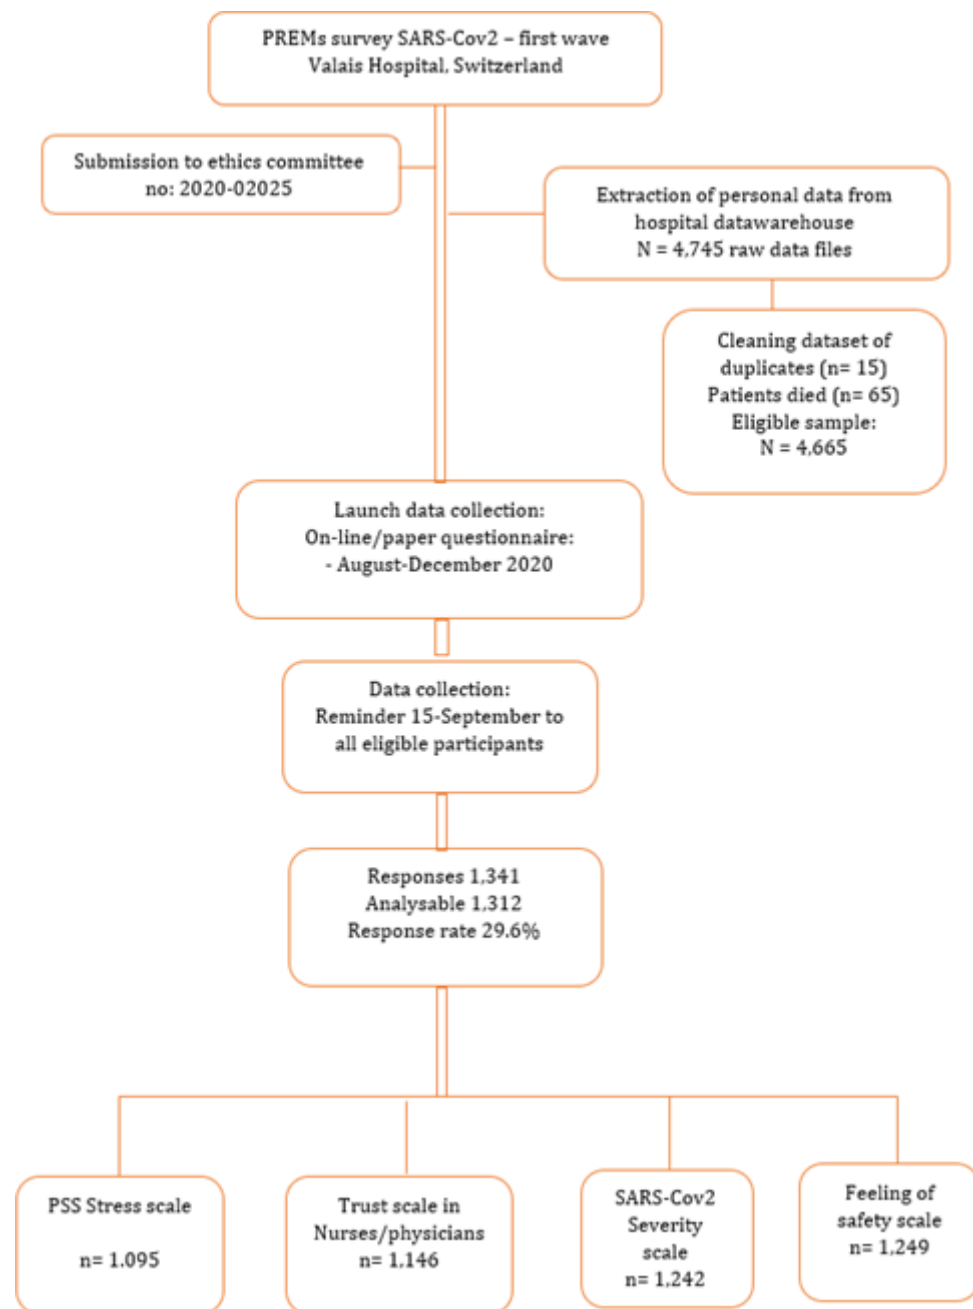 PREMs survey SARS-Cov2 – first wave
Valais Hospital, Switzerland
Submission to ethics committee
no: 2020-02025
Extraction of personal data from
hospital datawarehouse
N = 4,745 raw data files
Cleaning dataset of
duplicates (n= 15)
Patients died (n= 65)
Eligible sample:
N = 4,665
Launch data collection:
On-line/paper questionnaire:
- August-December 2020
Data collection:
Reminder 15-September to
all eligible participants
Responses 1,341
Analysable 1,312
Response rate 29.6%
PSS Stress scale
n= 1.095
Trust scale in
Nurses/physicians
n= 1,146
SARS-Cov2
Severity
scale
n= 1,242
Feeling of
safety scale
n= 1,249